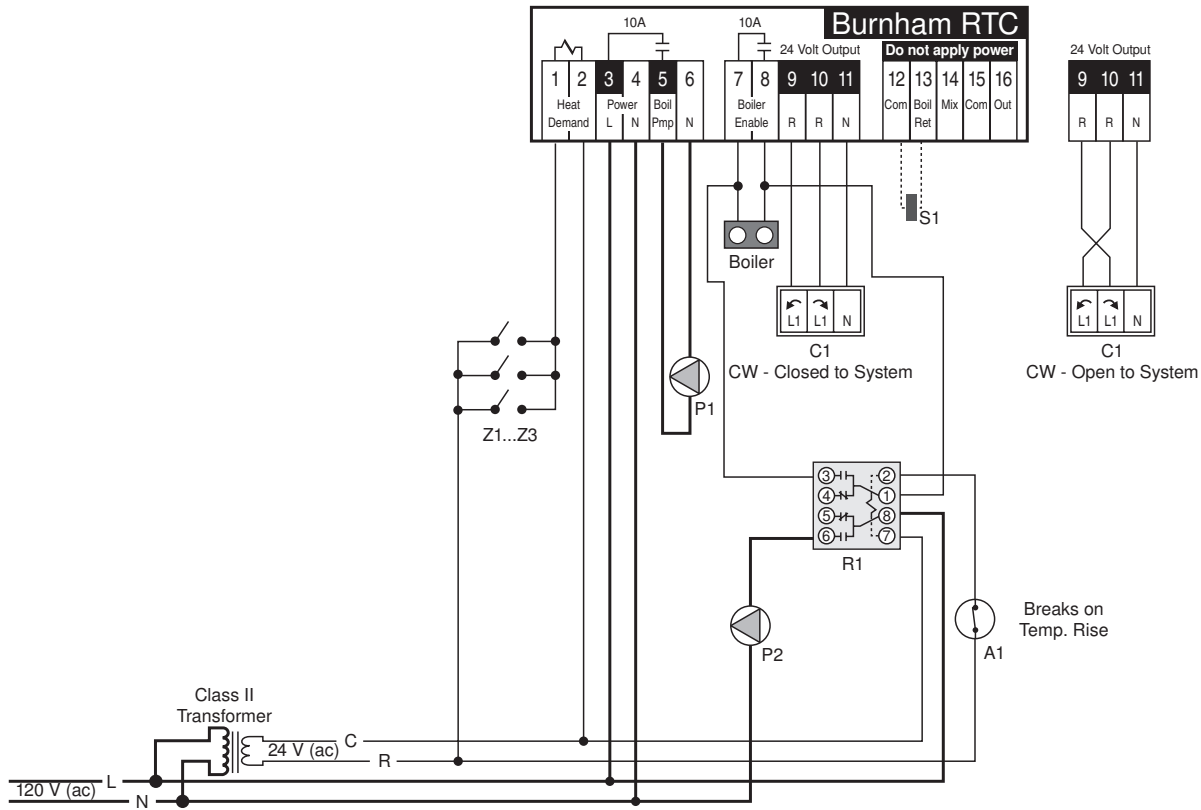 Burnham RTC
10A
10A
24 Volt Output
Do not apply power
24 Volt Output
1 2 3 4 5 6 7 8 9 10 11 12 13 14 15 16
9 10 11
Heat Demand
Power
L N
Boil Pmp
N
Boiler Enable
R R N
Com
Boil Ret
Mix
Com
Out
R R N
S1
Boiler
L1 L1 N
C1
CW - Closed to System
L1 L1 N
C1
CW - Open to System
Z1...Z3
P1
3 2
4 1
5 8
6 7
R1
P2
Breaks on
Temp. Rise
A1
Class II
Transformer
24 V (ac)
C
R
120 V (ac)
L
N